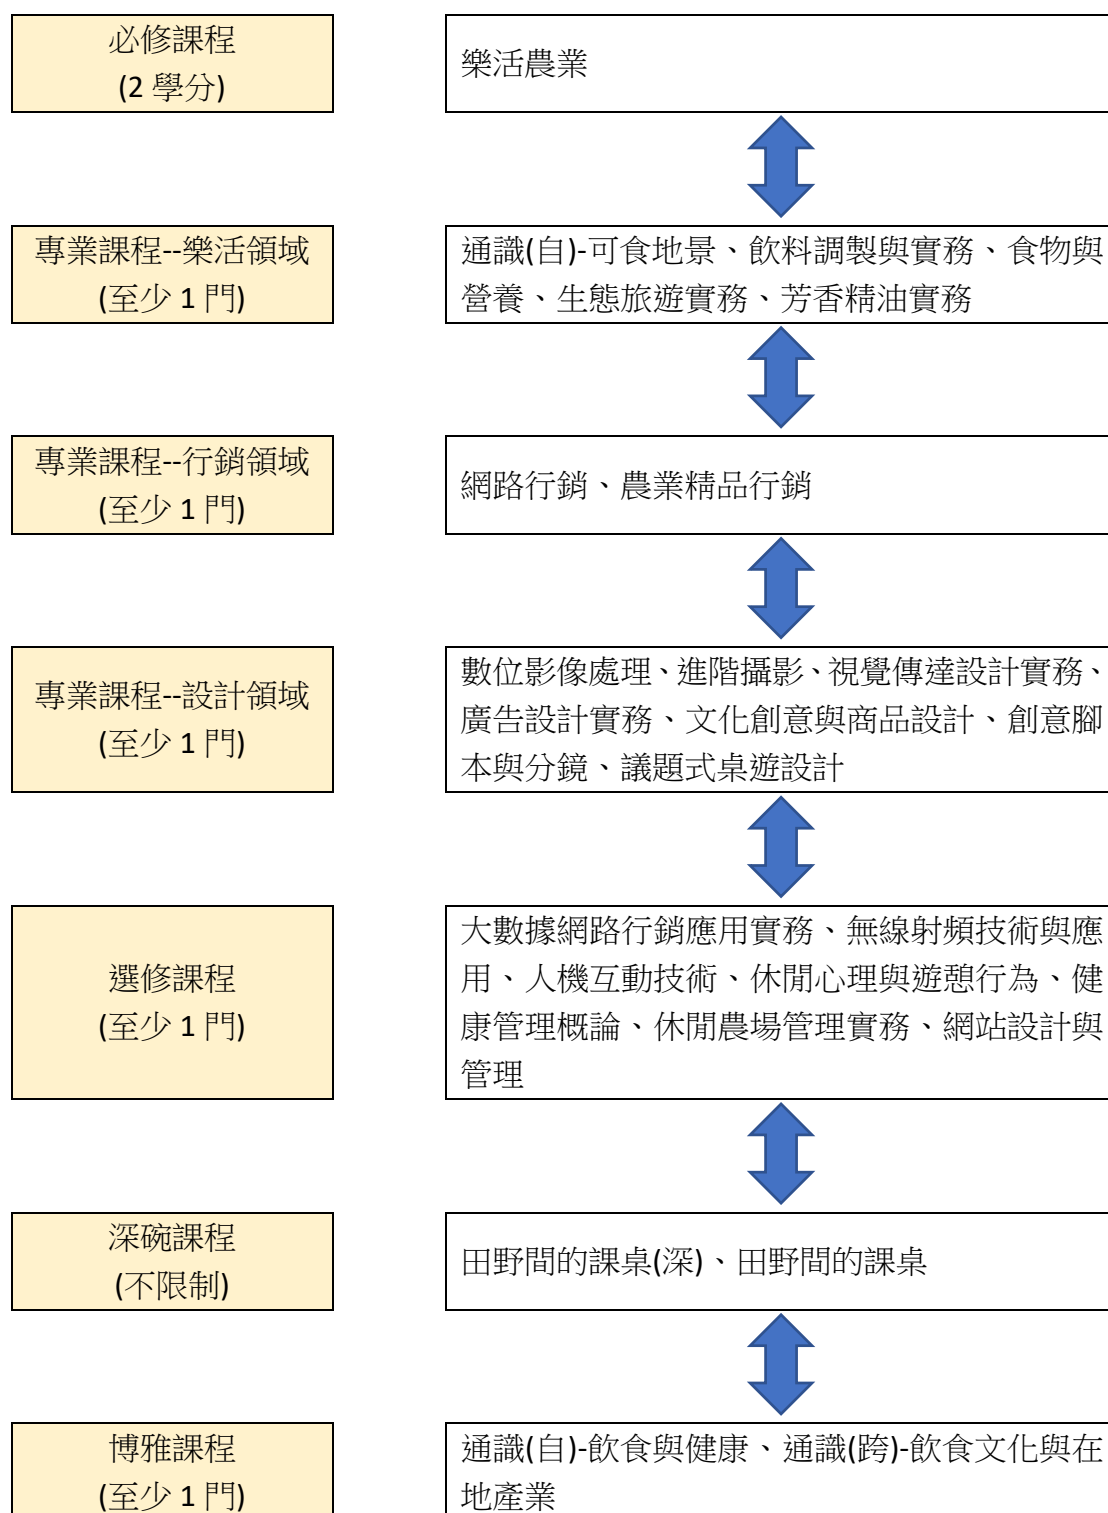 必修課程
(2 學分)
樂活農業
專業課程--樂活領域
(至少 1 門)
通識(自)-可食地景、飲料調製與實務、食物與
營養、生態旅遊實務、芳香精油實務
專業課程--行銷領域
(至少 1 門)
網路行銷、農業精品行銷
專業課程--設計領域
(至少 1 門)
數位影像處理、進階攝影、視覺傳達設計實務、
廣告設計實務、文化創意與商品設計、創意腳
本與分鏡、議題式桌遊設計
選修課程
(至少 1 門)
大數據網路行銷應用實務、無線射頻技術與應
用、人機互動技術、休閒心理與遊憩行為、健
康管理概論、休閒農場管理實務、網站設計與
管理
深碗課程
(不限制)
田野間的課桌(深)、田野間的課桌
博雅課程
(至少 1 門)
通識(自)-飲食與健康、通識(跨)-飲食文化與在
地產業